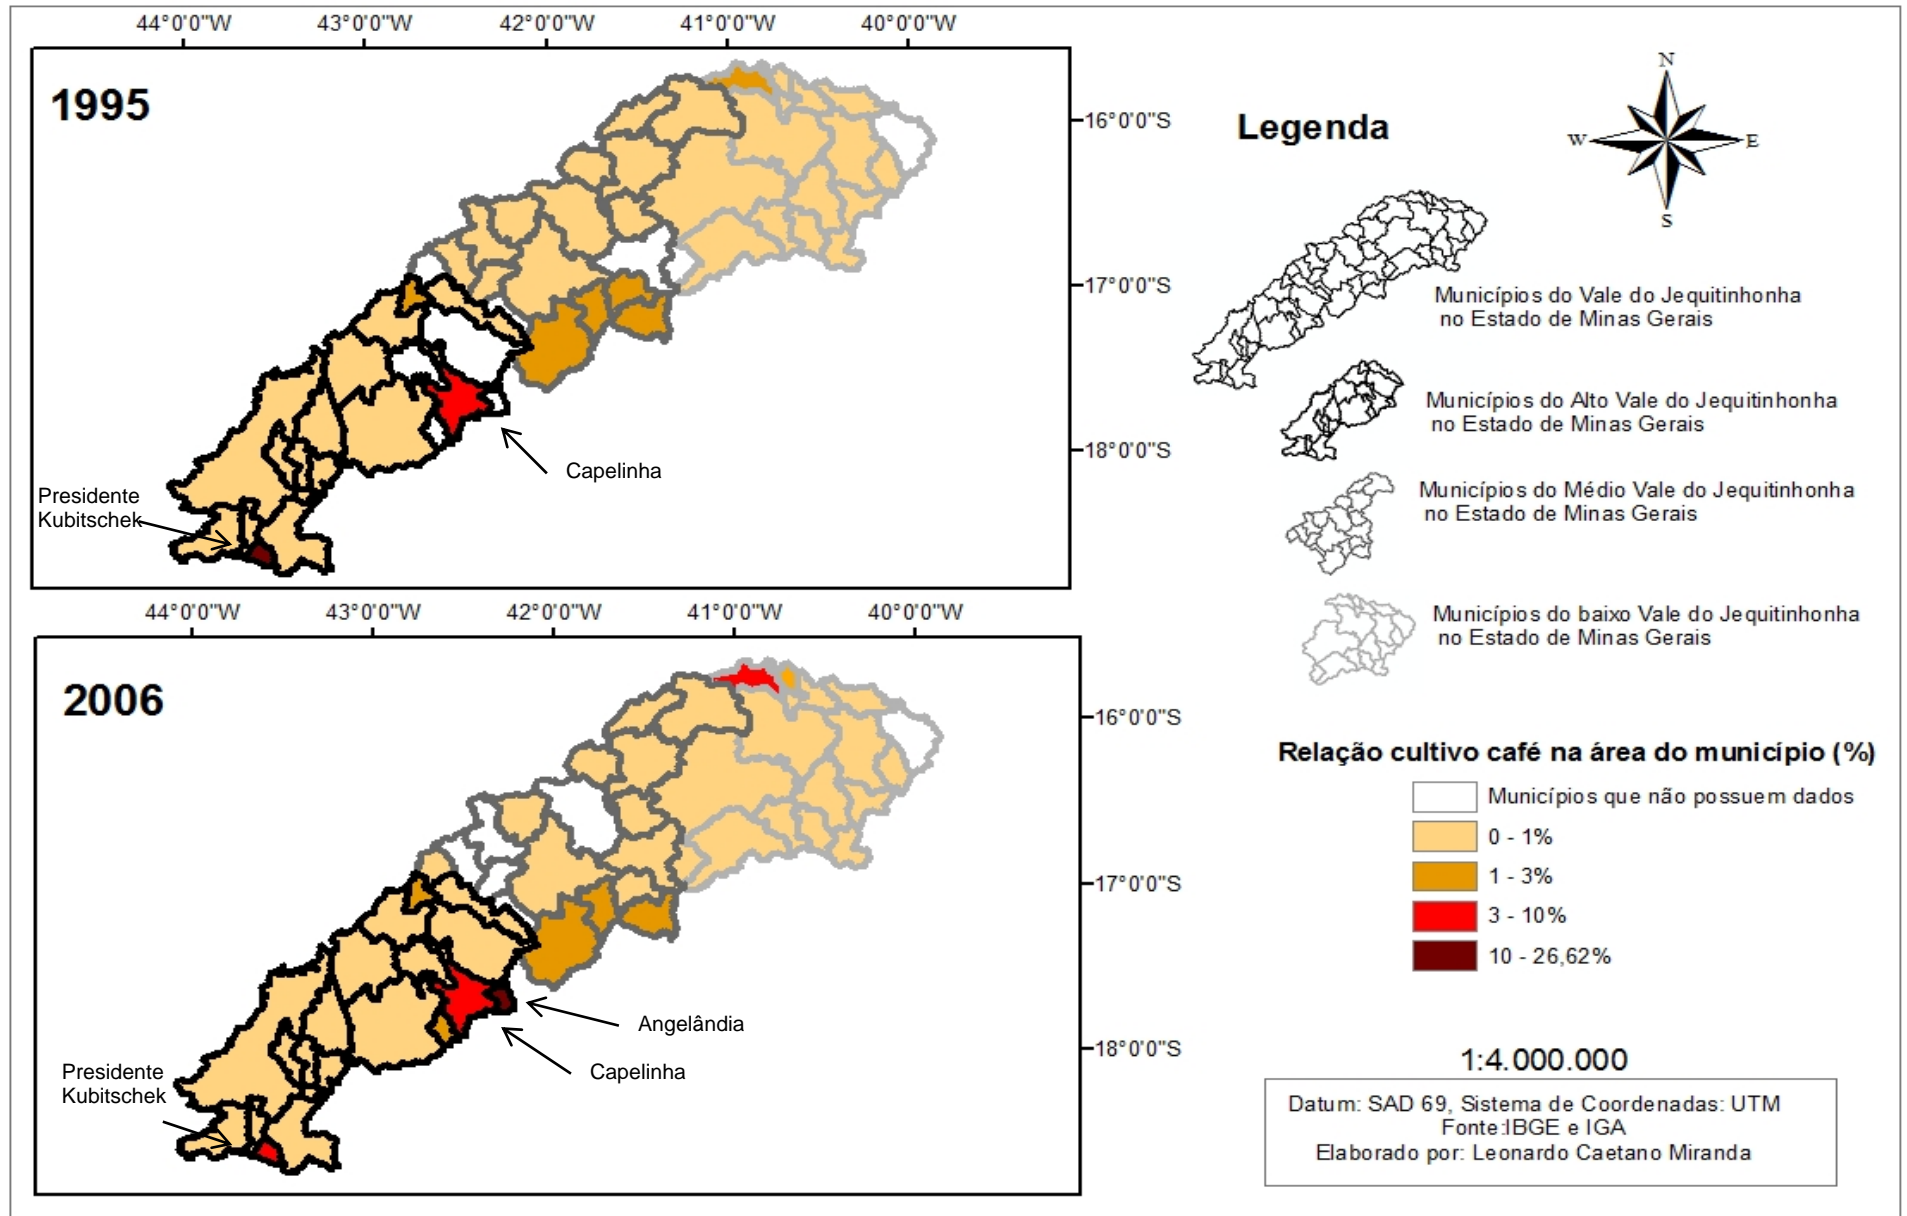 44°0'0"W 43°0'0"W 42°0'0"W 41°0'0"W 40°0'0"W
1995
16°0'0"S
17°0'0"S
18°0'0"S
Capelinha
Presidente
Kubitschek
44°0'0"W 43°0'0"W 42°0'0"W 41°0'0"W 40°0'0"W
2006
16°0'0"S
17°0'0"S
18°0'0"S
Angelândia
Capelinha
Presidente
Kubitschek
Legenda
N
W
E
S
Municípios do Vale do Jequitinhonha
no Estado de Minas Gerais
Municípios do Alto Vale do Jequitinhonha
no Estado de Minas Gerais
Municípios do Médio Vale do Jequitinhonha
no Estado de Minas Gerais
Municípios do baixo Vale do Jequitinhonha
no Estado de Minas Gerais
Relação cultivo café na área do município (%)
Municípios que não possuem dados
0 - 1%
1 - 3%
3 - 10%
10 - 26,62%
1:4.000.000
Datum: SAD 69, Sistema de Coordenadas: UTM
Fonte:IBGE e IGA
Elaborado por: Leonardo Caetano Miranda